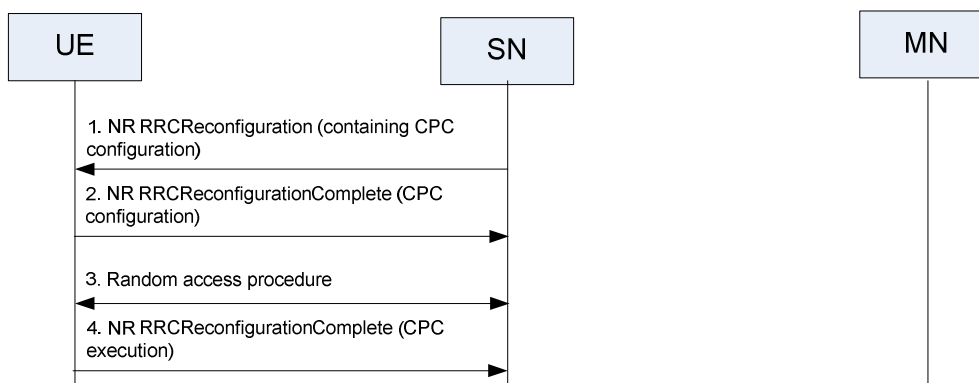 UE
SN
MN
1. NR RRCReconfiguration (containing CPC
configuration)
2. NR RRCReconfigurationComplete (CPC
configuration)
3. Random access procedure
4. NR RRCReconfigurationComplete (CPC
execution)